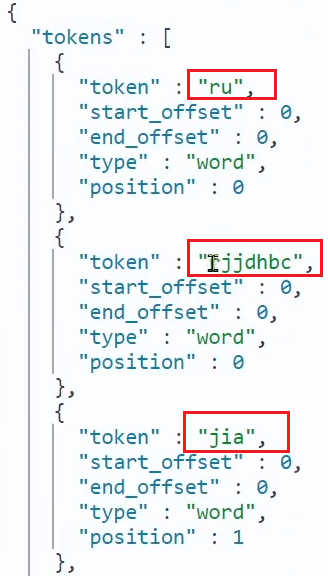 {
"tokens" : [
{
"token" : "ru",
"start_offset" : 0,
"end_offset" : 0,
"type" : "word",
"position" : 0
},
{
"token" : "rjjdhbc",
"start_offset" : 0,
"end_offset" : 0,
"type" : "word",
"position" : 0
},
{
"token" : "jia",
"start_offset" : 0,
"end_offset" : 0,
"type" : "word",
"position" : 1
},